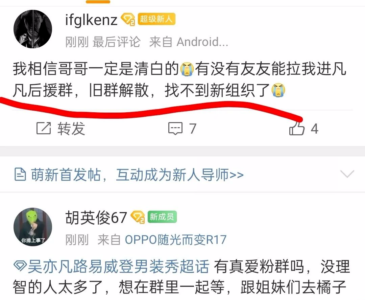 ifglkenz 超级新人
刚刚 最后评论 来自 Android...
我相信哥哥一定是清白的😭有没有友友能拉我进凡
凡后援群，旧群解散，找不到新组织了😭
转发 7 4
萌新首发帖，互动成为新人导师>>
胡英俊67 新成员
刚刚 来自 OPPO随光而变R17
吴亦凡路易威登男装秀超话 有真爱粉群吗，没理
智的人太多了，想在群里一起等，跟姐妹们去橘子